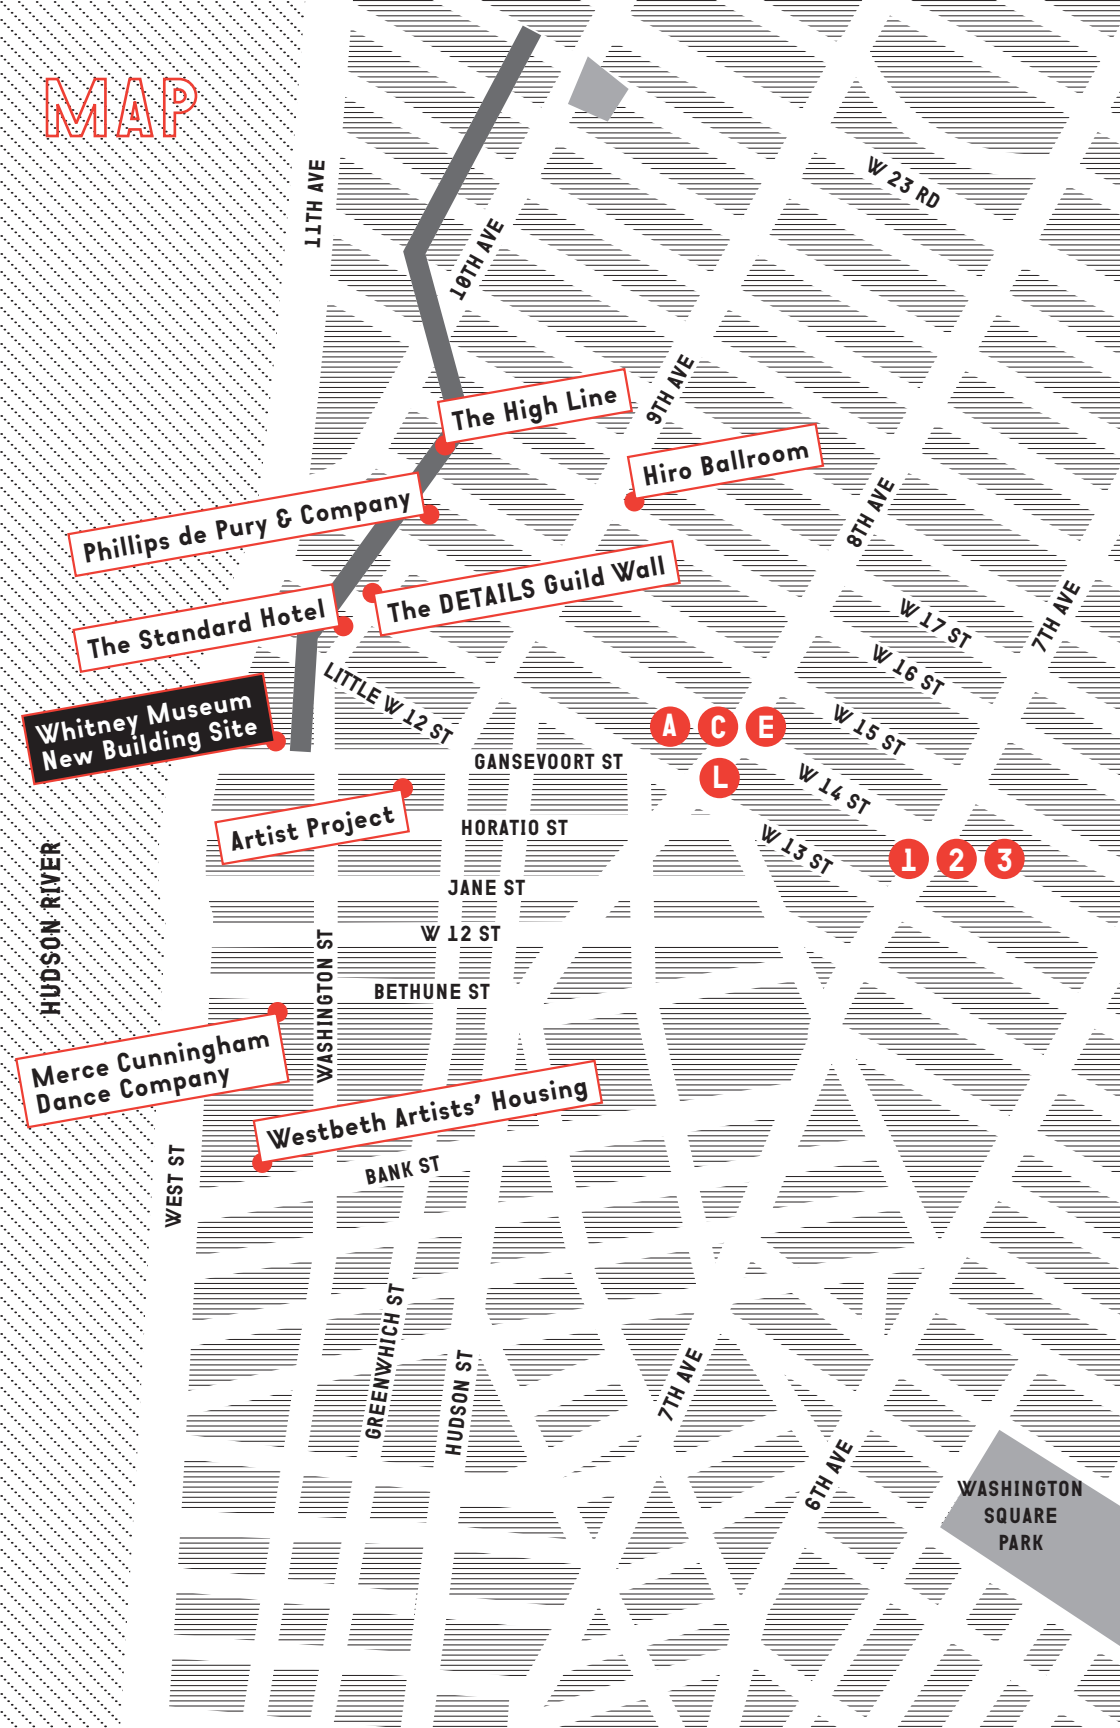 MAP
11TH AVE
W 23 RD
10TH AVE
9TH AVE
The High Line
Hiro Ballroom
8TH AVE
Phillips de Pury & Company
The DETAILS Guild Wall
The Standard Hotel
7TH AVE
W 17 ST
W 16 ST
LITTLE W 12 ST
Whitney Museum
New Building Site
A C E
W 15 ST
GANSEVOORT ST
L
W 14 ST
Artist Project
HORATIO ST
W 13 ST
1 2 3
JANE ST
HUDSON RIVER
W 12 ST
WASHINGTON ST
BETHUNE ST
Merce Cunningham
Dance Company
Westbeth Artists' Housing
BANK ST
WEST ST
GREENWHICH ST
HUDSON ST
7TH AVE
6TH AVE
WASHINGTON
SQUARE
PARK